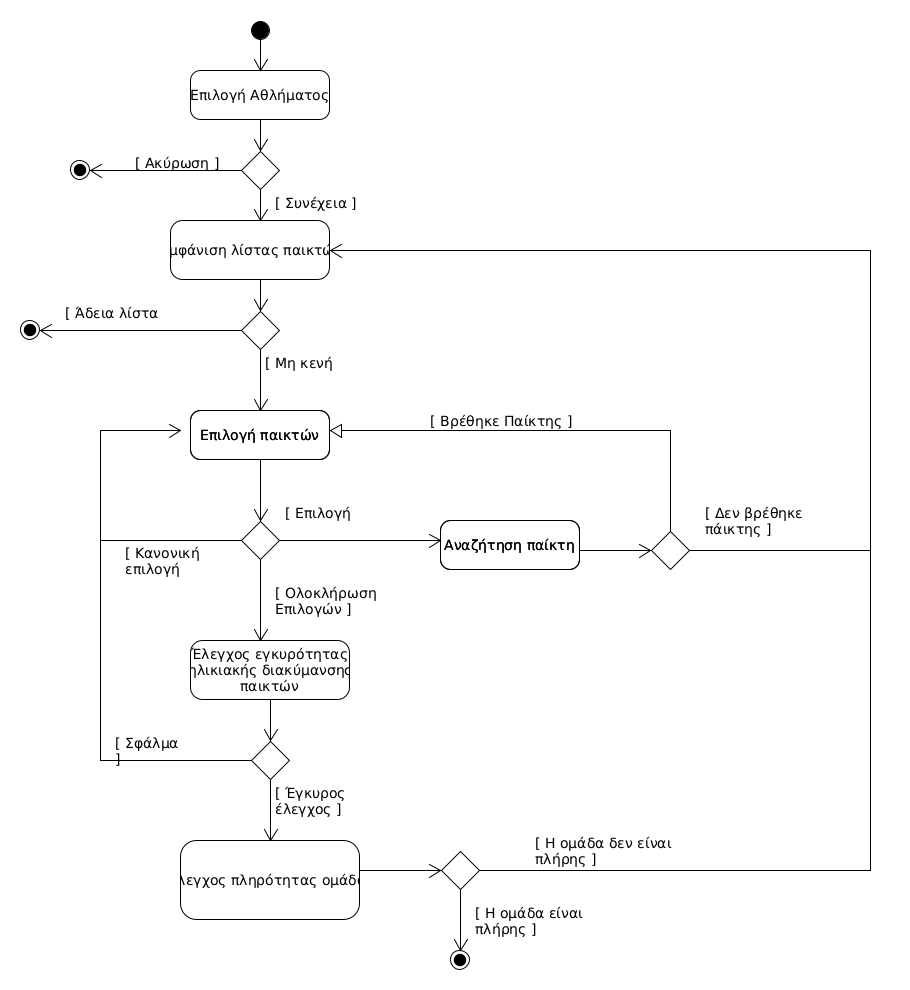 Επιλογή Αθλήματος
[ Ακύρωση ]
[ Συνέχεια ]
μφάνιση λίστας παικτώ
[ Άδεια λίστα
[ Μη κενή
[ Βρέθηκε Παίκτης ]
Επιλογή παικτών
[ Επιλογή
[ Δεν βρέθηκε
πάικτης ]
Αναζήτηση παίκτη
[ Κανονική
επιλογή
[ Ολοκλήρωση
Επιλογών ]
Έλεγχος εγκυρότητας
ηλικιακής διακύμανσης
παικτών
[ Σφάλμα
]
[ Έγκυρος
έλεγχος ]
[ Η ομάδα δεν είναι
πλήρης ]
λεγχος πληρότητας ομάδα
[ Η ομάδα είναι
πλήρης ]